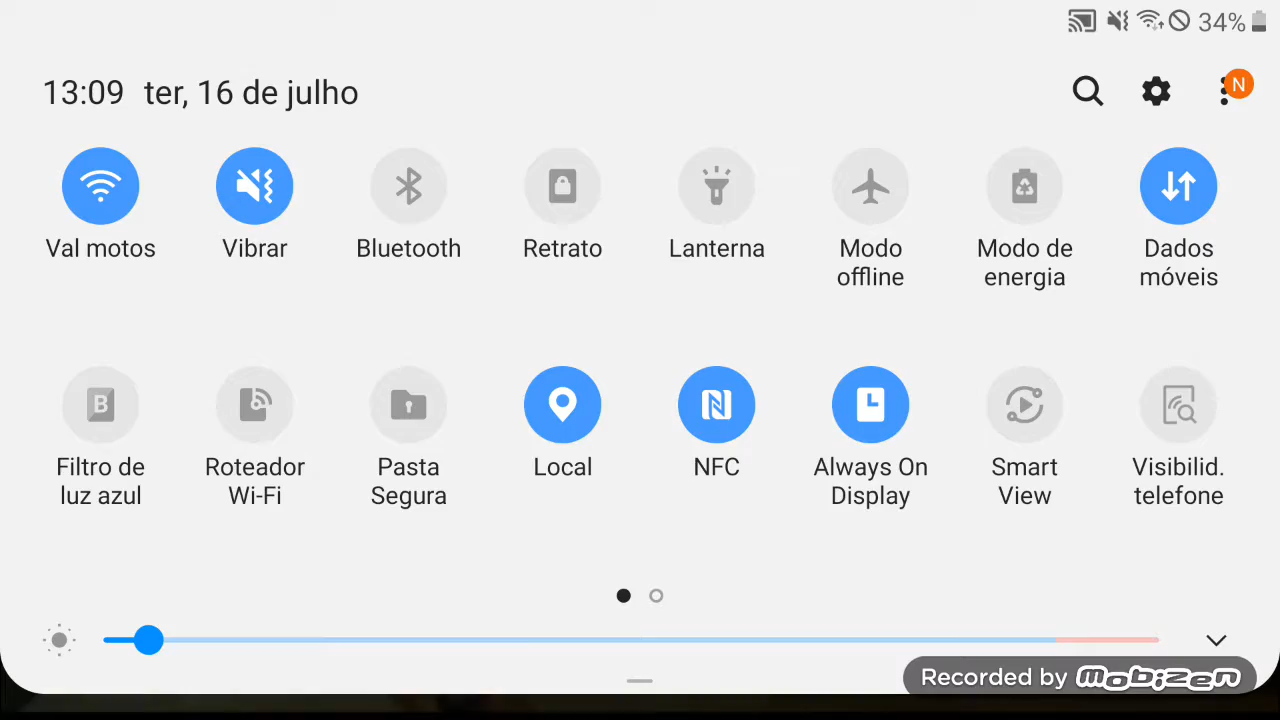 34%
13:09 ter, 16 de julho
N
Val motos
Vibrar
Bluetooth
Retrato
Lanterna
Modo
offline
Modo de
energia
Dados
móveis
B
Filtro de
luz azul
Roteador
Wi-Fi
Pasta
Segura
Local
NFC
Always On
Display
Smart
View
Visibilid.
telefone
Recorded by mobizen